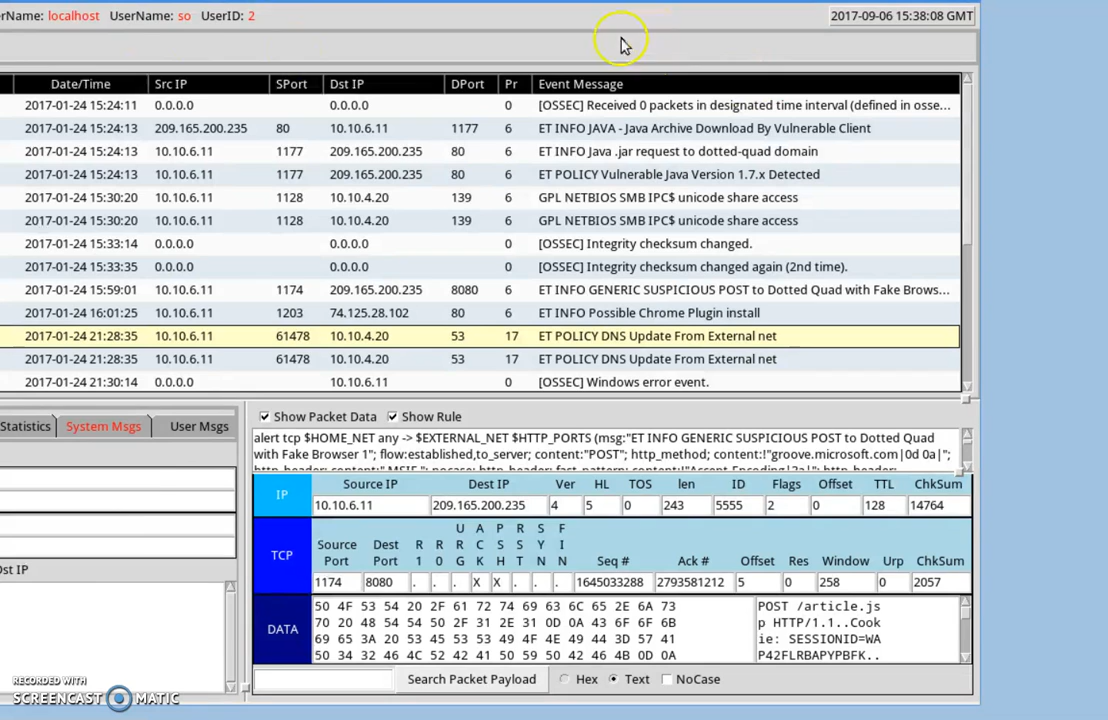 erName: localhost UserName: so UserID: 2 2017-09-06 15:38:08 GMT
Date/Time Src IP SPort Dst IP DPort Pr Event Message
2017-01-24 15:24:11 0.0.0.0 0.0.0.0 0 [OSSEC] Received 0 packets in designated time interval (defined in osse...
2017-01-24 15:24:13 209.165.200.235 80 10.10.6.11 1177 6 ET INFO JAVA - Java Archive Download By Vulnerable Client
2017-01-24 15:24:13 10.10.6.11 1177 209.165.200.235 80 6 ET INFO Java .jar request to dotted-quad domain
2017-01-24 15:24:13 10.10.6.11 1177 209.165.200.235 80 6 ET POLICY Vulnerable Java Version 1.7.x Detected
2017-01-24 15:30:20 10.10.6.11 1128 10.10.4.20 139 6 GPL NETBIOS SMB IPC$ unicode share access
2017-01-24 15:30:20 10.10.6.11 1128 10.10.4.20 139 6 GPL NETBIOS SMB IPC$ unicode share access
2017-01-24 15:33:14 0.0.0.0 0.0.0.0 0 [OSSEC] Integrity checksum changed.
2017-01-24 15:33:35 0.0.0.0 0.0.0.0 0 [OSSEC] Integrity checksum changed again (2nd time).
2017-01-24 15:59:01 10.10.6.11 1174 209.165.200.235 8080 6 ET INFO GENERIC SUSPICIOUS POST to Dotted Quad with Fake Brows...
2017-01-24 16:01:25 10.10.6.11 1203 74.125.28.102 80 6 ET INFO Possible Chrome Plugin install
2017-01-24 21:28:35 10.10.6.11 61478 10.10.4.20 53 17 ET POLICY DNS Update From External net
2017-01-24 21:28:35 10.10.6.11 61478 10.10.4.20 53 17 ET POLICY DNS Update From External net
2017-01-24 21:30:14 0.0.0.0 10.10.6.11 0 [OSSEC] Windows error event.
Statistics System Msgs User Msgs
Show Packet Data Show Rule
alert tcp $HOME_NET any -> $EXTERNAL_NET $HTTP_PORTS (msg:"ET INFO GENERIC SUSPICIOUS POST to Dotted Quad
with Fake Browser 1"; flow:established,to_server; content:"POST"; http_method; content:!"groove.microsoft.com|0d 0a|";
Source IP Dest IP Ver HL TOS len ID Flags Offset TTL ChkSum
IP 10.10.6.11 209.165.200.235 4 5 0 243 5555 2 0 128 14764
U A P R S F
R C S S Y I
Source Dest R R G K H T N N
Port Port 1 0 Seq # Ack # Offset Res Window Urp ChkSum
TCP
1174 8080 . . . X X . . . 1645033288 2793581212 5 0 258 0 2057
50 4F 53 54 20 2F 61 72 74 69 63 6C 65 2E 6A 73 POST /article.js
70 20 48 54 54 50 2F 31 2E 31 0D 0A 43 6F 6F 6B p HTTP/1.1..Cook
DATA
69 65 3A 20 53 45 53 53 49 4F 4E 49 44 3D 57 41 ie: SESSIONID=WA
50 34 32 46 4C 52 42 41 50 59 50 42 46 4B 0D 0A P42FLRBAPYPBFK..
Dst IP
Search Packet Payload Hex Text NoCase
RECORDED WITH
SCREENCAST MATIC